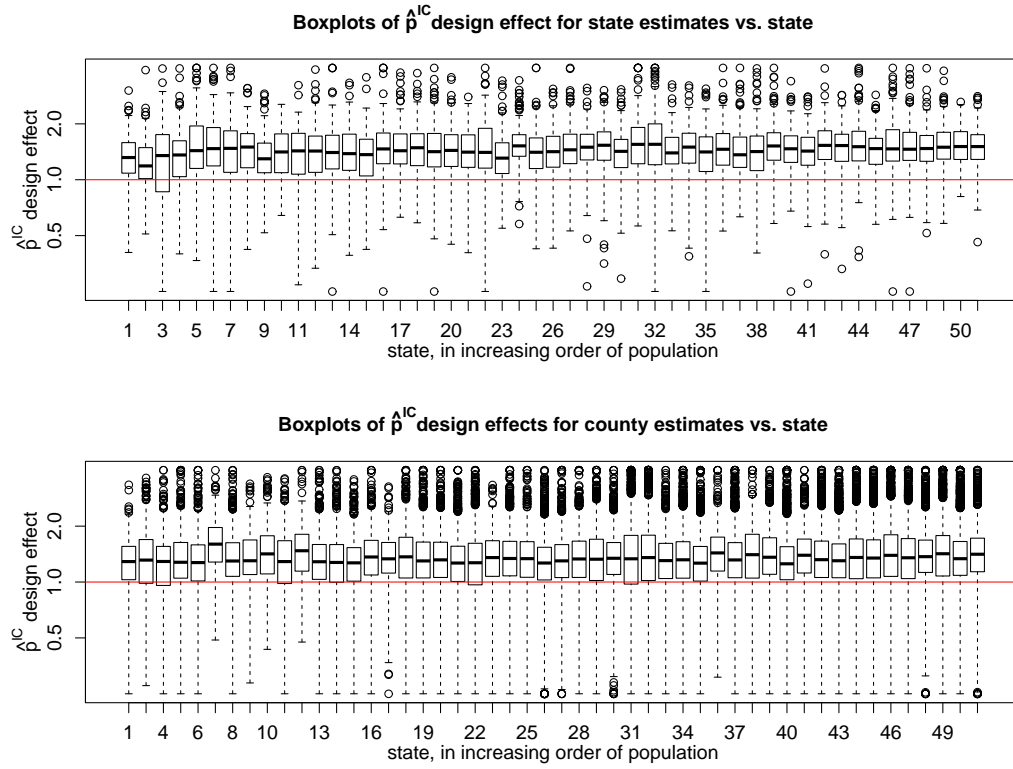 Boxplots of p̂^IC design effect for state estimates vs. state
p̂^IC design effect
2.0
1.0
0.5
1 3 5 7 9 11 14 17 20 23 26 29 32 35 38 41 44 47 50
state, in increasing order of population
Boxplots of p̂^IC design effects for county estimates vs. state
p̂^IC design effect
2.0
1.0
0.5
1 4 6 8 10 13 16 19 22 25 28 31 34 37 40 43 46 49
state, in increasing order of population